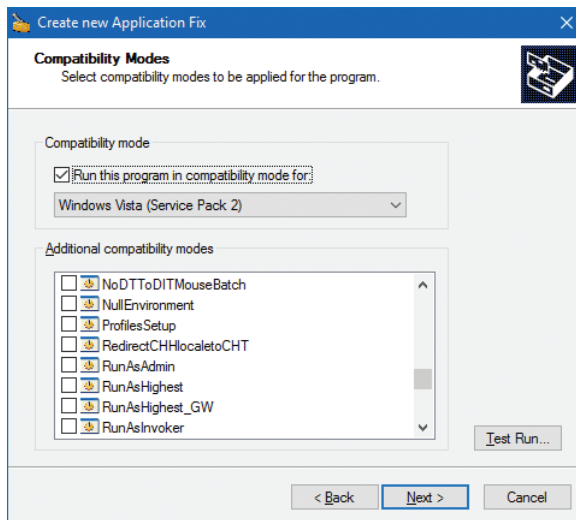 Create new Application Fix
Compatibility Modes
Select compatibility modes to be applied for the program.
Compatibility mode
Run this program in compatibility mode for:
Windows Vista (Service Pack 2)
Additional compatibility modes
NoDTToDITMouseBatch
NullEnvironment
ProfilesSetup
RedirectCHHlocaletoCHT
RunAsAdmin
RunAsHighest
RunAsHighest_GW
RunAsInvoker
Test Run...
< Back Next > Cancel